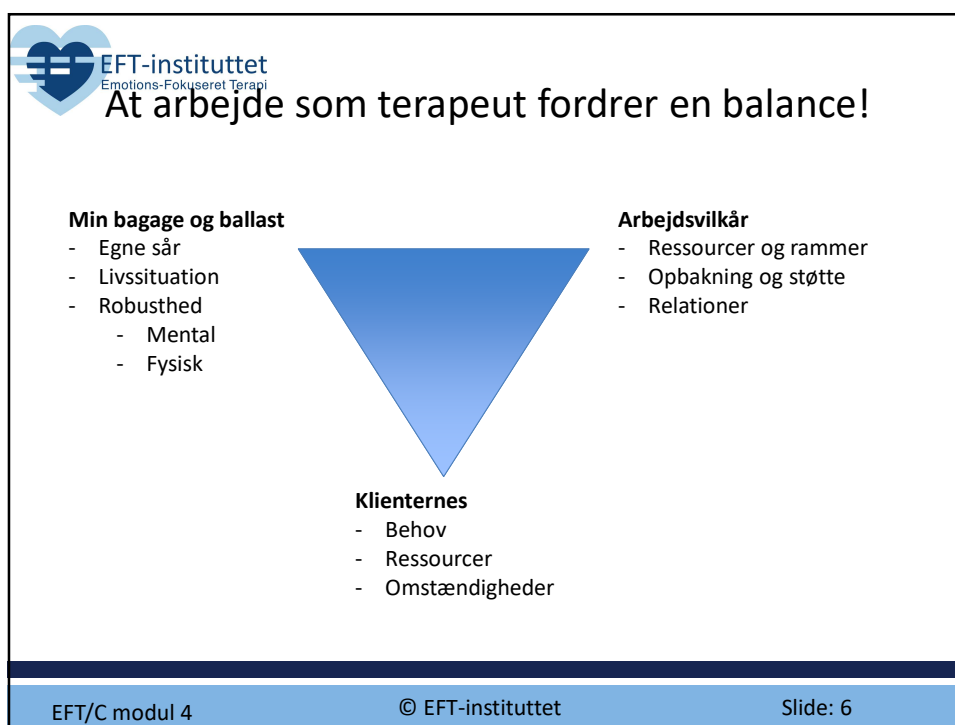 EFT-instituttet
Emotions-Fokuseret Terapi
At arbejde som terapeut fordrer en balance!
Min bagage og ballast
- Egne sår
- Livssituation
- Robusthed
- Mental
- Fysisk
Arbejdsvilkår
- Ressourcer og rammer
- Opbakning og støtte
- Relationer
Klienternes
- Behov
- Ressourcer
- Omstændigheder
EFT/C modul 4
© EFT-instituttet
Slide: 6